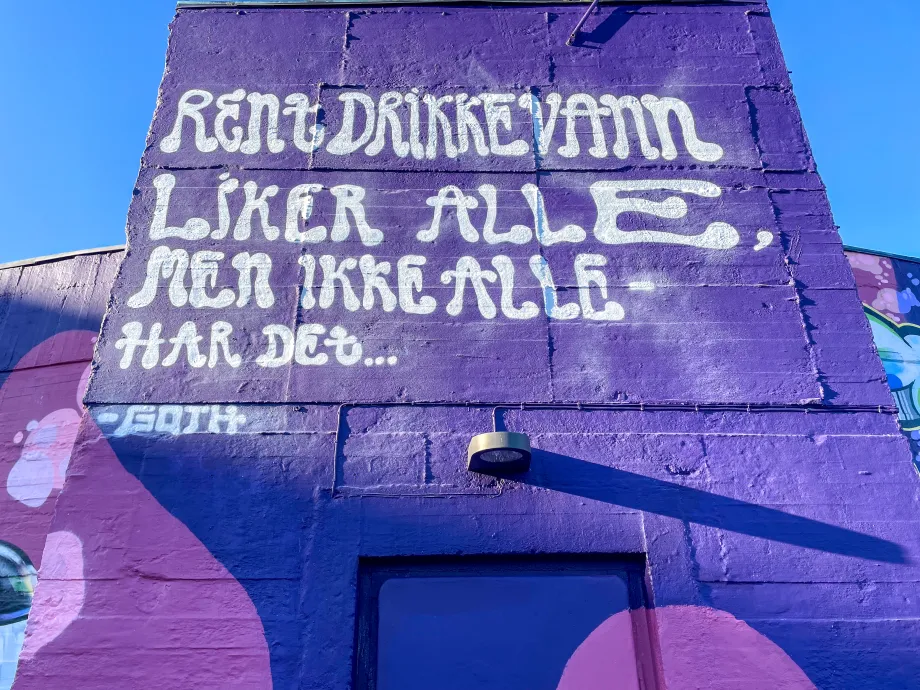 RENT DRIKKEVANN
LIKER ALLE,
MEN IKKE ALLE-
HAR DET...
-GOTH